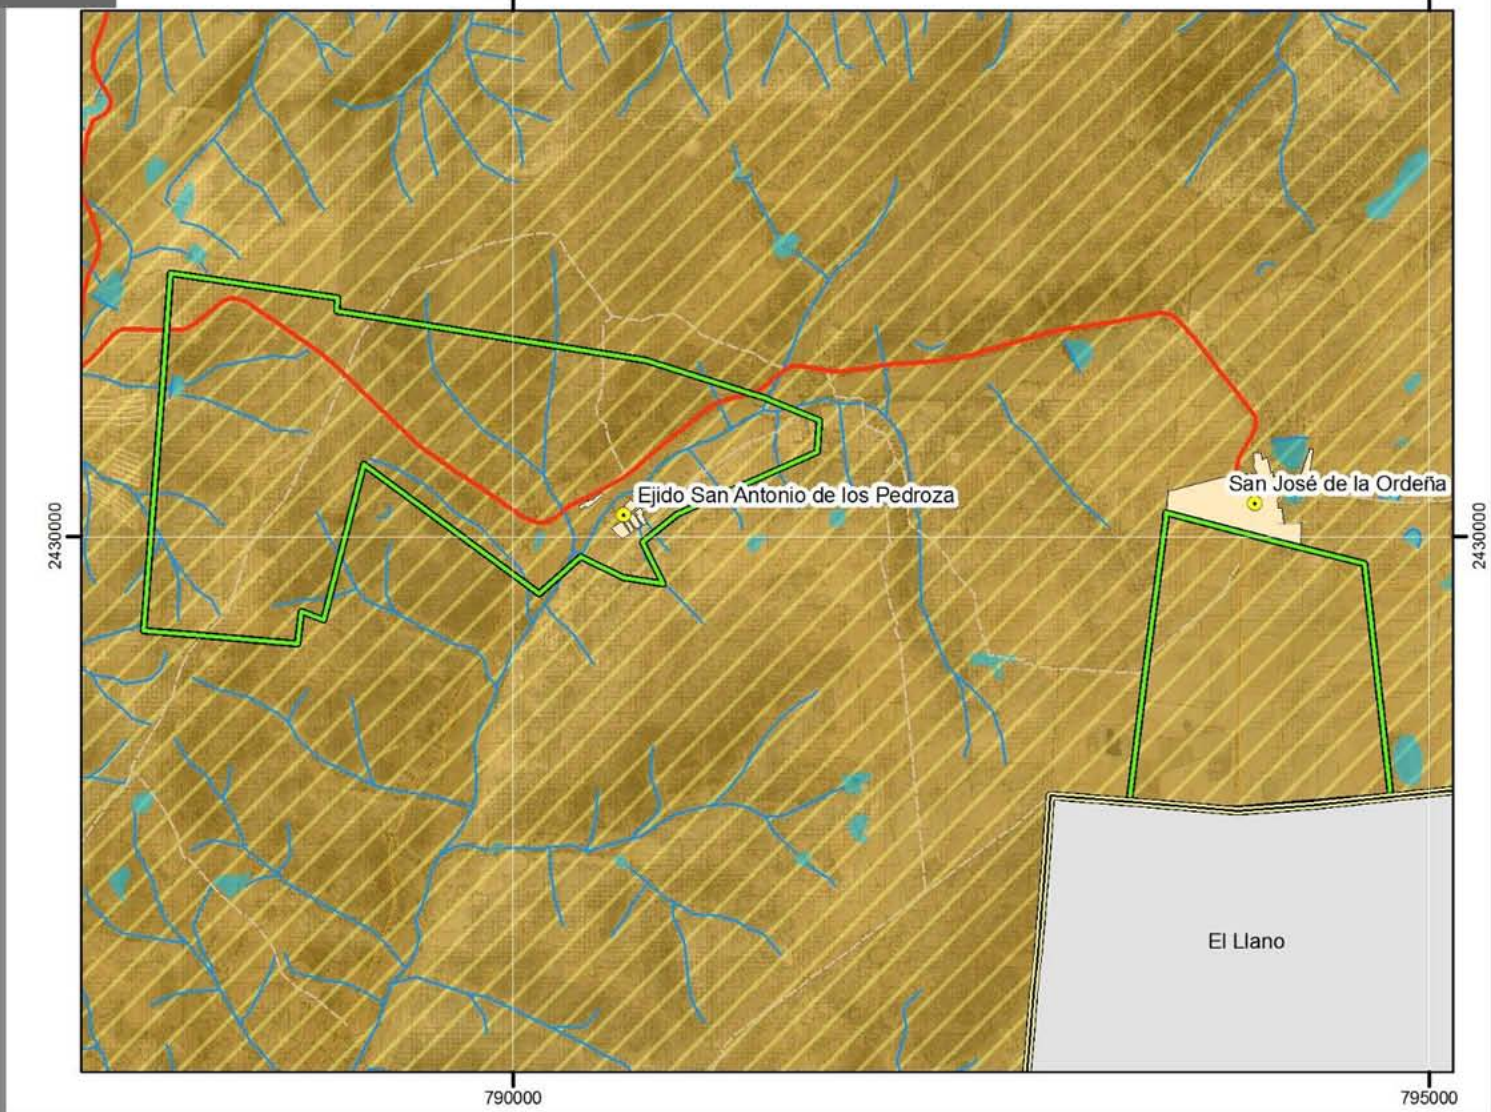 Ejido San Antonio de los Pedroza
San José de la Ordeña
2430000
2430000
El Llano
790000
795000